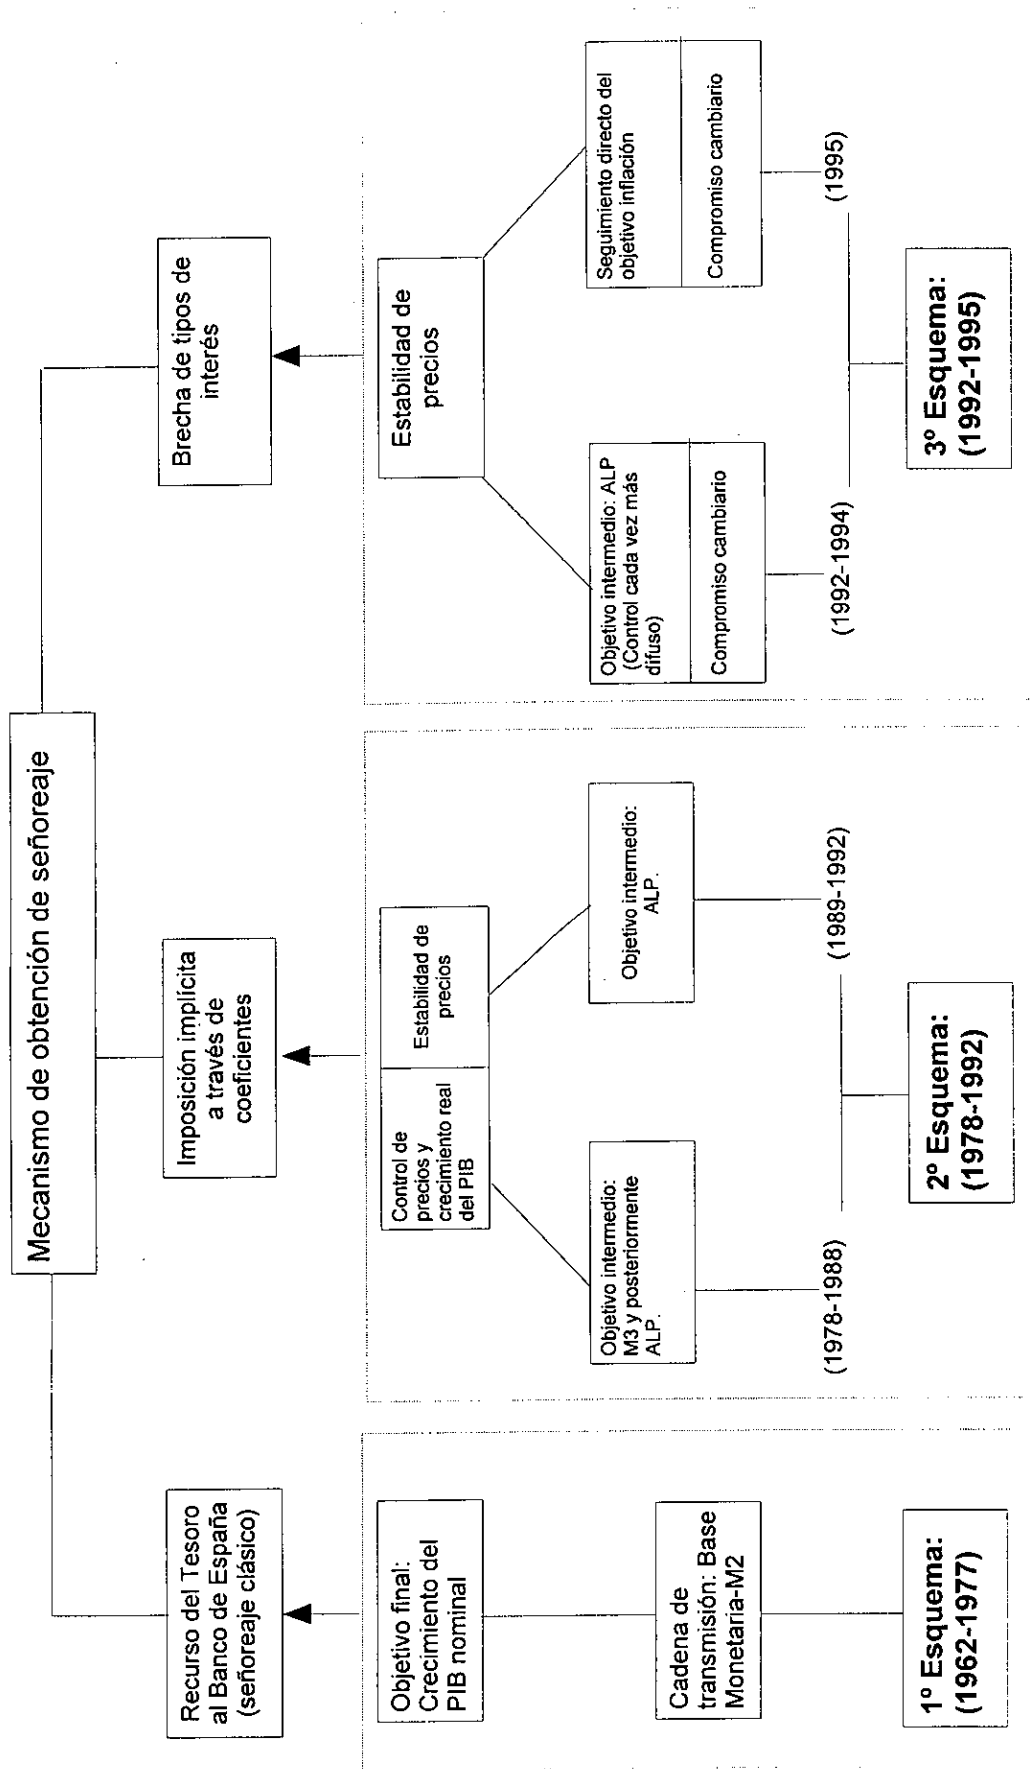 Mecanismo de obtención de señoreaje
Recurso del Tesoro
al Banco de España
(señoreaje clásico)
Imposición implícita
a través de
coeficientes
Brecha de tipos de
interés
Objetivo final:
Crecimiento del
PIB nominal
Cadena de
transmisión: Base
Monetaria-M2
1º Esquema:
(1962-1977)
Control de
precios y
crecimiento real
del PIB
Estabilidad de
precios
Objetivo intermedio:
M3 y posteriormente
ALP.
Objetivo intermedio:
ALP.
(1978-1988)
(1989-1992)
2º Esquema:
(1978-1992)
Estabilidad de
precios
Objetivo intermedio: ALP
(Control cada vez más
difuso)
Compromiso cambiario
Seguimiento directo del
objetivo inflación
Compromiso cambiario
(1992-1994)
(1995)
3º Esquema:
(1992-1995)